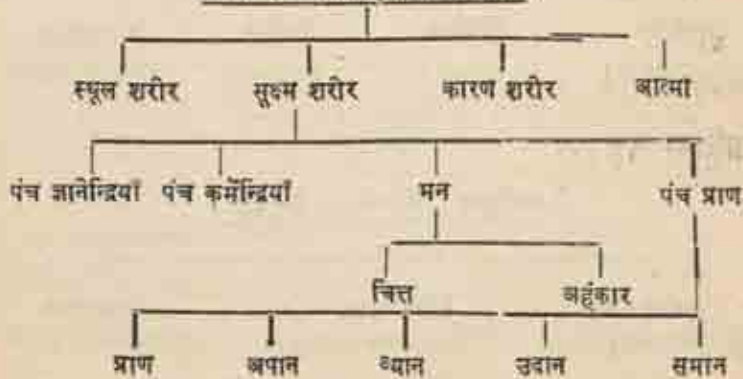 स्थूल शरीर सूक्ष्म शरीर कारण शरीर आत्मा
पंच ज्ञानेन्द्रियाँ पंच कर्मेन्द्रियाँ मन पंच प्राण
चित्त अहंकार
प्राण अपान व्यान उदान समान